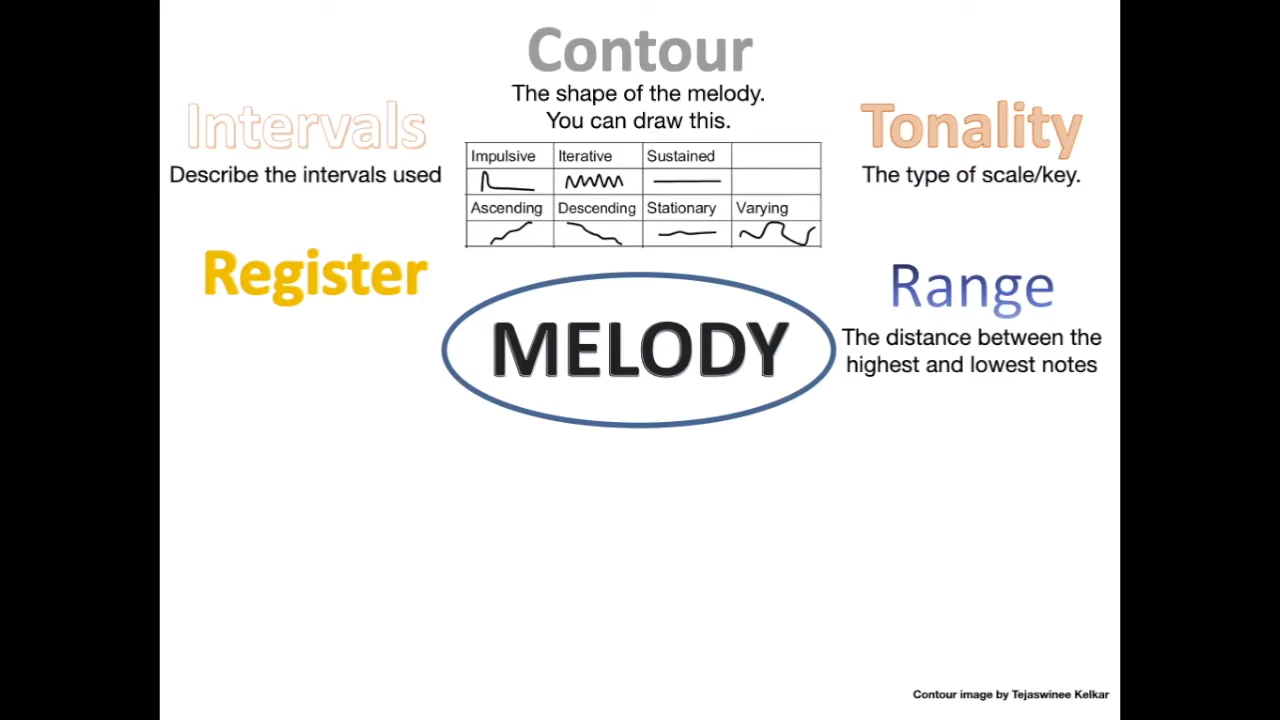 Contour
The shape of the melody.
You can draw this.
Impulsive Iterative Sustained
Ascending Descending Stationary Varying
Intervals
Describe the intervals used
Tonality
The type of scale/key.
Register
Range
The distance between the
highest and lowest notes
MELODY
Contour image by Tejaswinee Kelkar